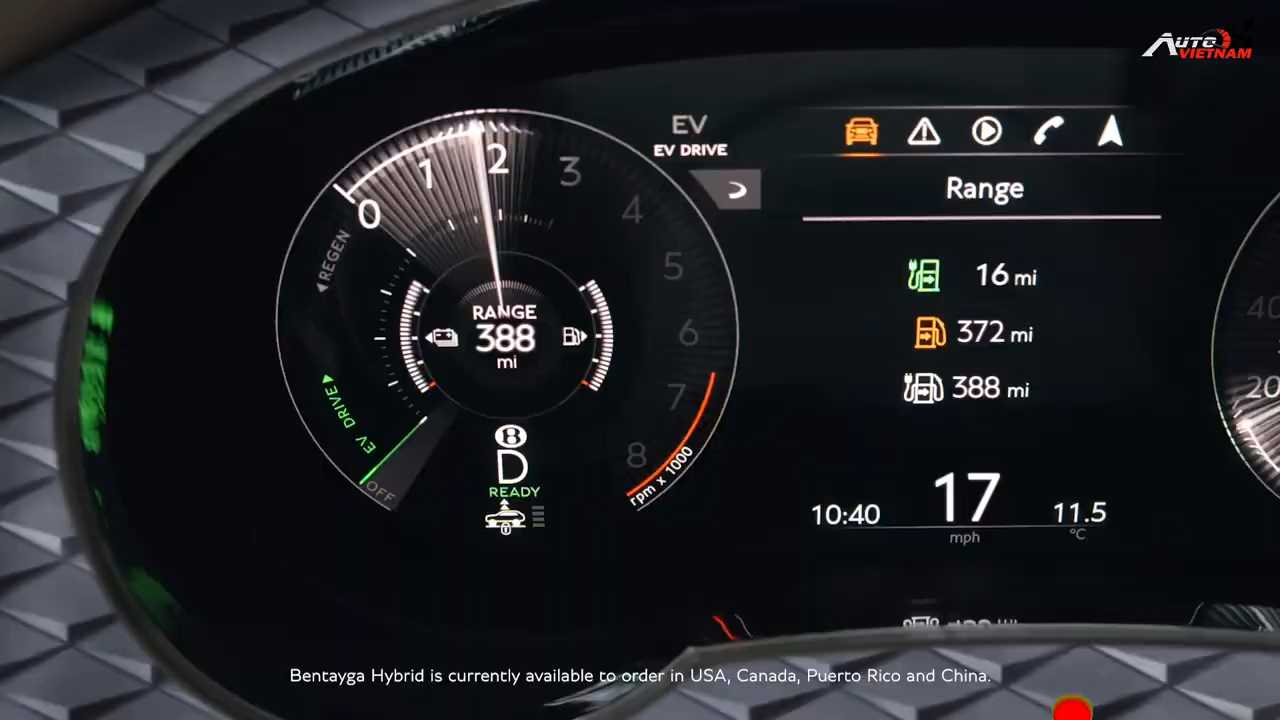 AUTO
VIETNAM
EV
EV DRIVE
0
1
2
3
4
5
6
7
8
rpm x 1000
REGEN
EV DRIVE
OFF
RANGE
388
mi
B
D
READY
Range
16 mi
372 mi
388 mi
10:40
17
mph
11.5
°C
40
20
Bentayga Hybrid is currently available to order in USA, Canada, Puerto Rico and China.